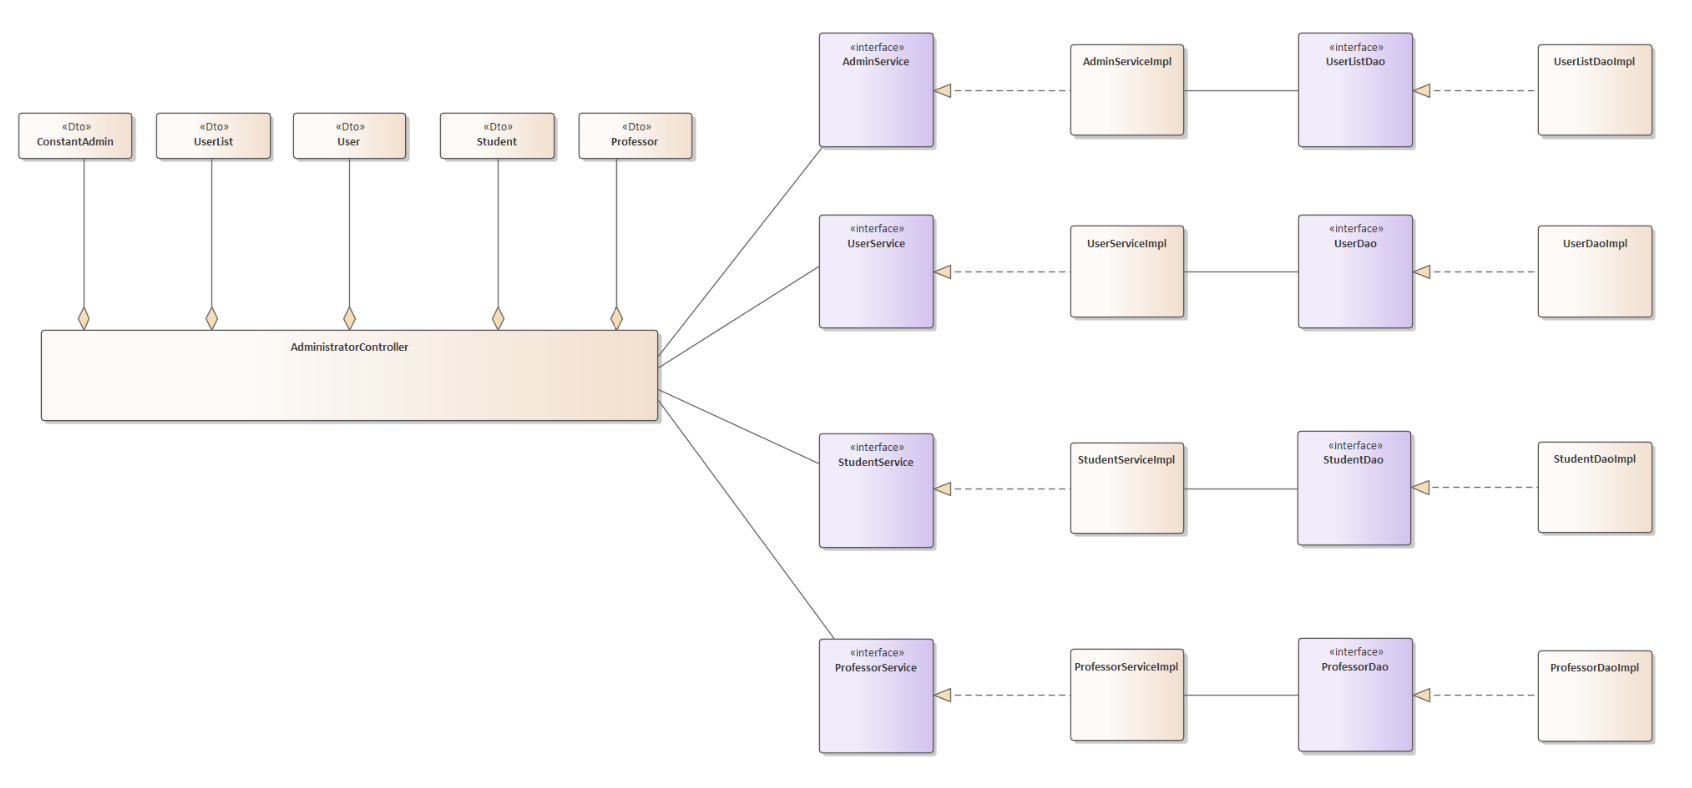 «Dto»
ConstantAdmin
«Dto»
UserList
«Dto»
User
«Dto»
Student
«Dto»
Professor
AdministratorController
«interface»
AdminService
AdminServiceImpl
«interface»
UserListDao
UserListDaoImpl
«interface»
UserService
UserServiceImpl
«interface»
UserDao
UserDaoImpl
«interface»
StudentService
StudentServiceImpl
«interface»
StudentDao
StudentDaoImpl
«interface»
ProfessorService
ProfessorServiceImpl
«interface»
ProfessorDao
ProfessorDaoImpl